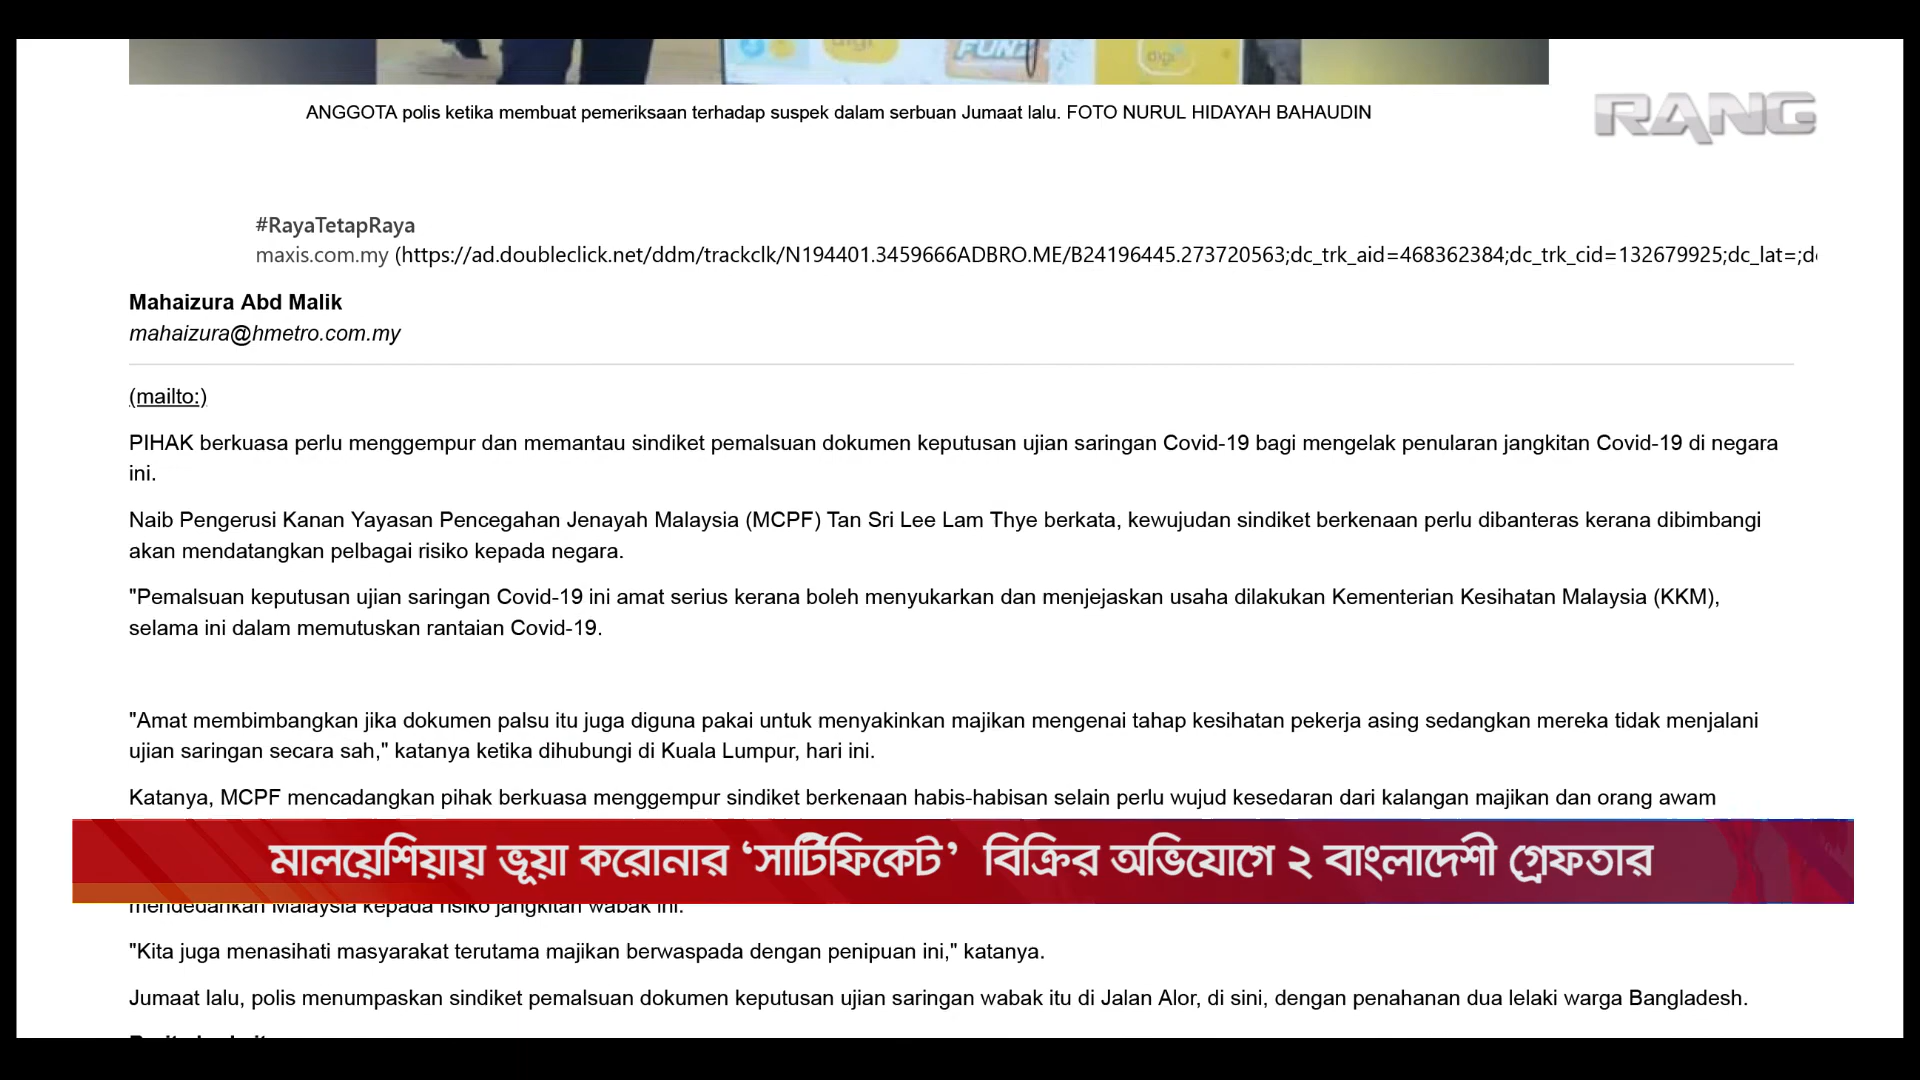 digi
FUNZ
digi
ANGGOTA polis ketika membuat pemeriksaan terhadap suspek dalam serbuan Jumaat lalu. FOTO NURUL HIDAYAH BAHAUDIN
RANG
#RayaTetapRaya
maxis.com.my (https://ad.doubleclick.net/ddm/trackclk/N194401.3459666ADBRO.ME/B24196445.273720563;dc_trk_aid=468362384;dc_trk_cid=132679925;dc_lat=;d
Mahaizura Abd Malik
mahaizura@hmetro.com.my
(mailto:)
PIHAK berkuasa perlu menggempur dan memantau sindiket pemalsuan dokumen keputusan ujian saringan Covid-19 bagi mengelak penularan jangkitan Covid-19 di negara
ini.
Naib Pengerusi Kanan Yayasan Pencegahan Jenayah Malaysia (MCPF) Tan Sri Lee Lam Thye berkata, kewujudan sindiket berkenaan perlu dibanteras kerana dibimbangi
akan mendatangkan pelbagai risiko kepada negara.
"Pemalsuan keputusan ujian saringan Covid-19 ini amat serius kerana boleh menyukarkan dan menjejaskan usaha dilakukan Kementerian Kesihatan Malaysia (KKM),
selama ini dalam memutuskan rantaian Covid-19.
"Amat membimbangkan jika dokumen palsu itu juga diguna pakai untuk menyakinkan majikan mengenai tahap kesihatan pekerja asing sedangkan mereka tidak menjalani
ujian saringan secara sah," katanya ketika dihubungi di Kuala Lumpur, hari ini.
Katanya, MCPF mencadangkan pihak berkuasa menggempur sindiket berkenaan habis-habisan selain perlu wujud kesedaran dari kalangan majikan dan orang awam
মালয়েশিয়ায় ভূয়া করোনার ‘সার্টিফিকেট’ বিক্রির অভিযোগে ২ বাংলাদেশী গ্রেফতার
mendedahkan Malaysia kepada risiko jangkitan wabak ini.
"Kita juga menasihati masyarakat terutama majikan berwaspada dengan penipuan ini," katanya.
Jumaat lalu, polis menumpaskan sindiket pemalsuan dokumen keputusan ujian saringan wabak itu di Jalan Alor, di sini, dengan penahanan dua lelaki warga Bangladesh.